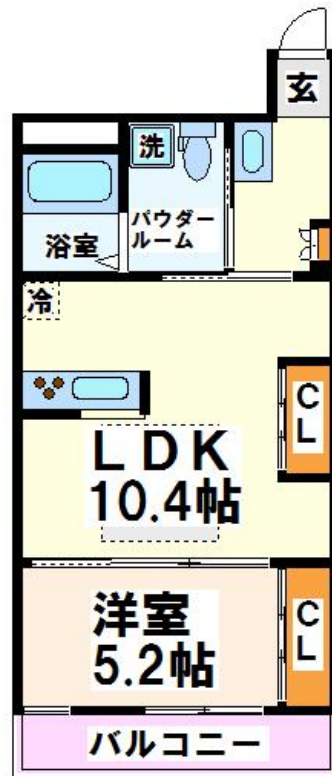 玄
洗
パウダー
ルーム
浴室
冷
CL
LDK
10.4帖
洋室
5.2帖
CL
バルコニー